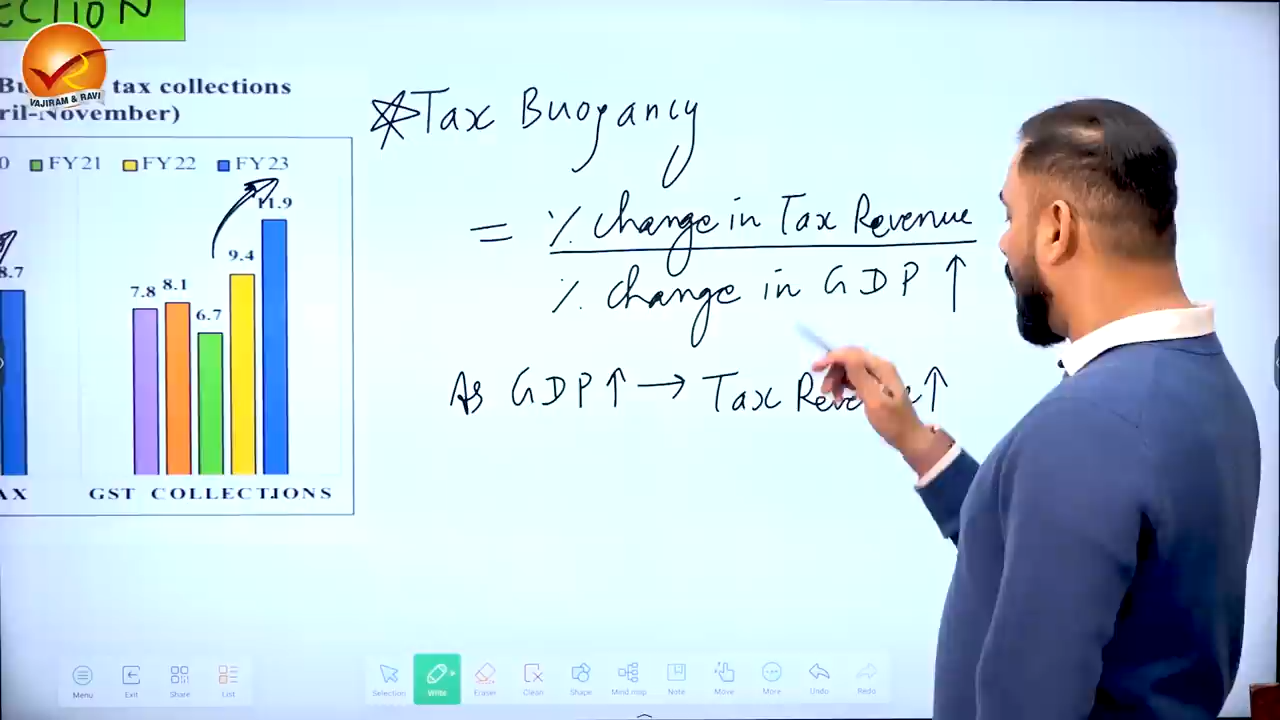 ECTION
VAJIRAM & RAVI
Bu tax collections
ril-November)
0 FY21 FY22 FY23
8.7
7.8 8.1 6.7 9.4 11.9
AX GST COLLECTIONS
Tax Buoyancy
= % change in Tax Revenue
% change in GDP ↑
As GDP ↑ → Tax Reve ↑
Menu Exit Share List Selection Write Eraser Clean Shape Mind map Note Move More Undo Redo